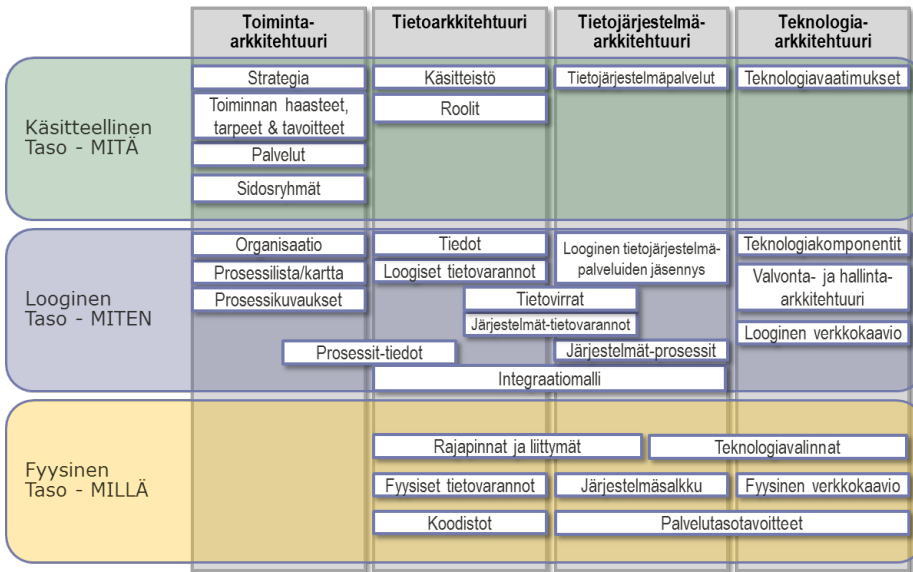 Toiminta-
arkkitehtuuri
Tietoarkkitehtuuri
Tietojärjestelmä-
arkkitehtuuri
Teknologia-
arkkitehtuuri
Käsitteellinen
Taso - MITÄ
Strategia
Käsitteistö
Tietojärjestelmäpalvelut
Teknologiavaatimukset
Toiminnan haasteet,
tarpeet & tavoitteet
Roolit
Palvelut
Sidosryhmät
Looginen
Taso - MITEN
Organisaatio
Tiedot
Looginen tietojärjestelmä-
palveluiden jäsennys
Teknologiakomponentit
Prosessilista/kartta
Loogiset tietovarannot
Valvonta- ja hallinta-
arkkitehtuuri
Prosessikuvaukset
Tietovirrat
Järjestelmät-tietovarannot
Looginen verkkokaavio
Prosessit-tiedot
Järjestelmät-prosessit
Integraatiomalli
Fyysinen
Taso - MILLÄ
Rajapinnat ja liittymät
Teknologiavalinnat
Fyysiset tietovarannot
Järjestelmäsalkku
Fyysinen verkkokaavio
Koodistot
Palvelutasotavoitteet